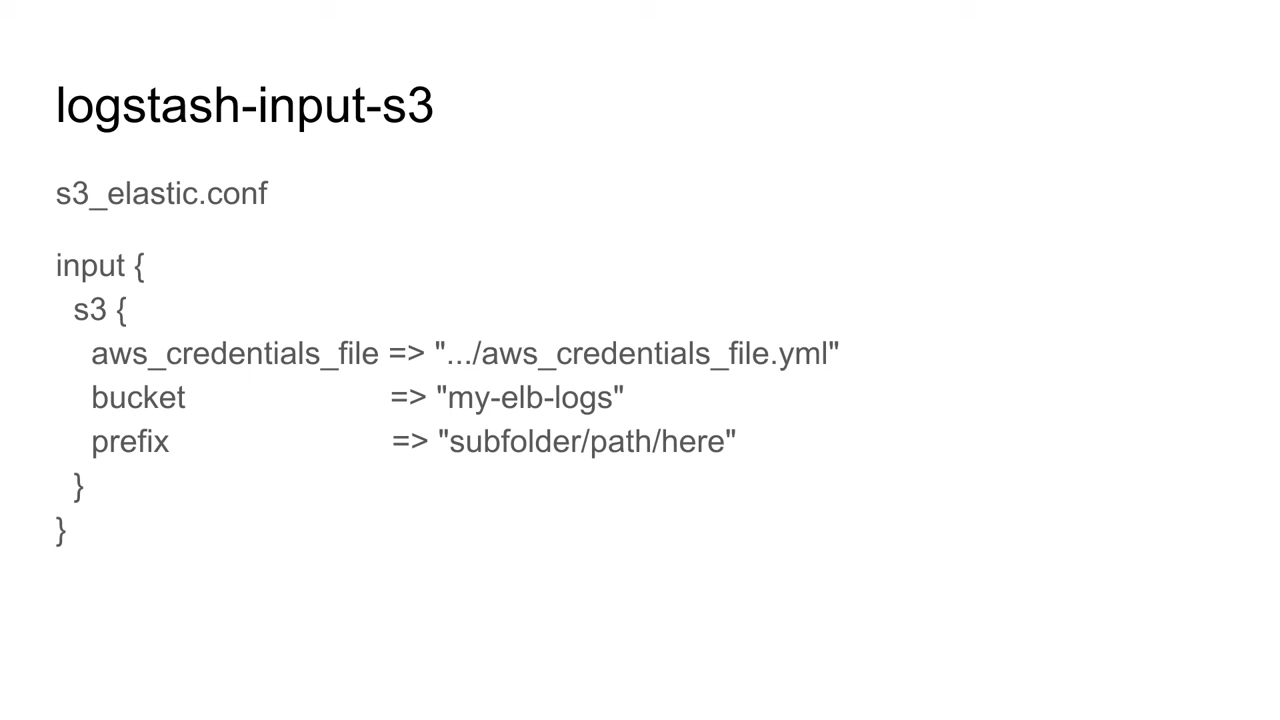 logstash-input-s3
s3_elastic.conf
input {
s3 {
aws_credentials_file => ".../aws_credentials_file.yml"
bucket => "my-elb-logs"
prefix => "subfolder/path/here"
}
}